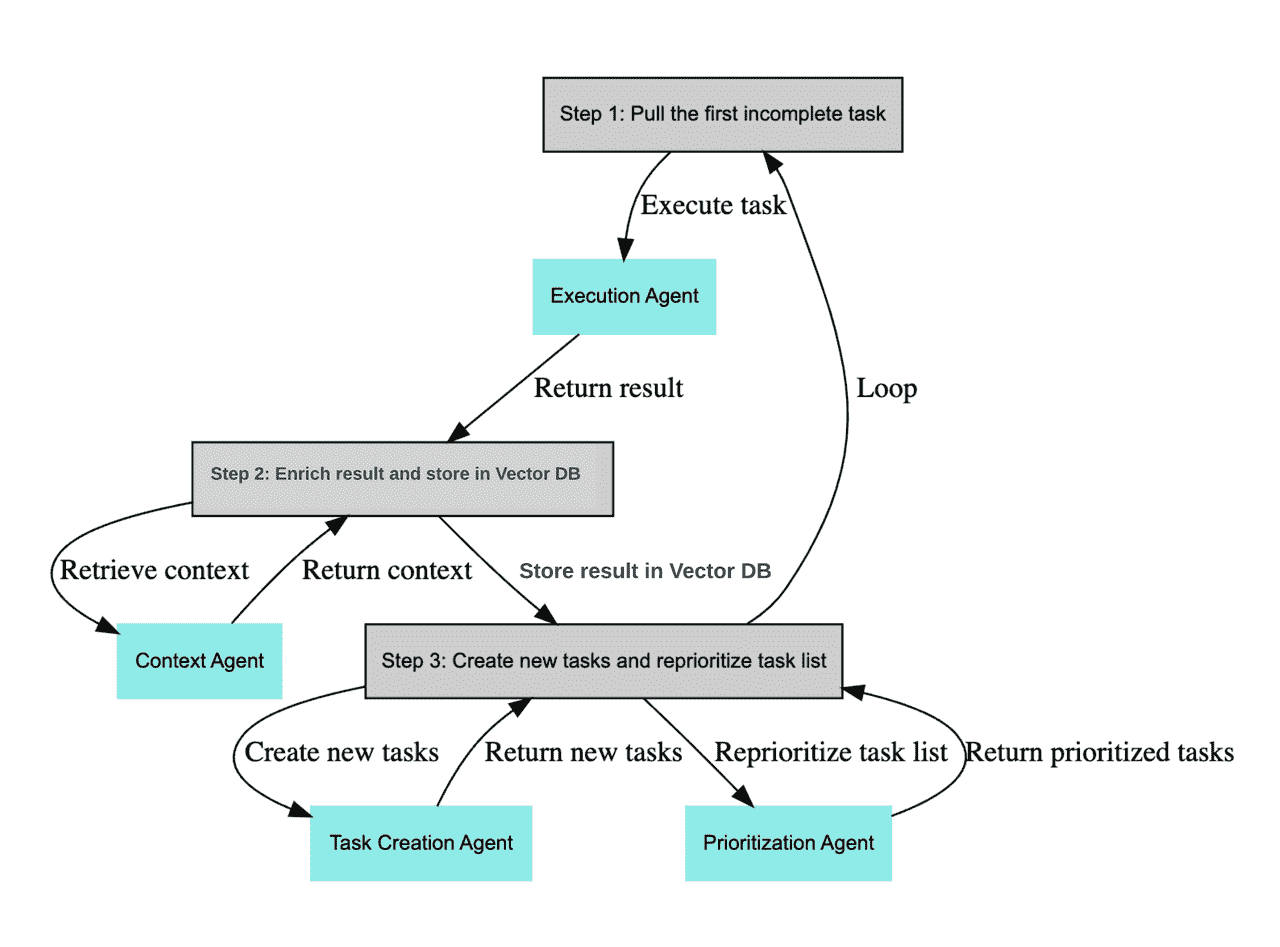 Step 1: Pull the first incomplete task
Execute task
Execution Agent
Return result
Loop
Step 2: Enrich result and store in Vector DB
Retrieve context
Return context
Store result in Vector DB
Context Agent
Step 3: Create new tasks and reprioritize task list
Create new tasks
Return new tasks
Reprioritize task list
Return prioritized tasks
Task Creation Agent
Prioritization Agent